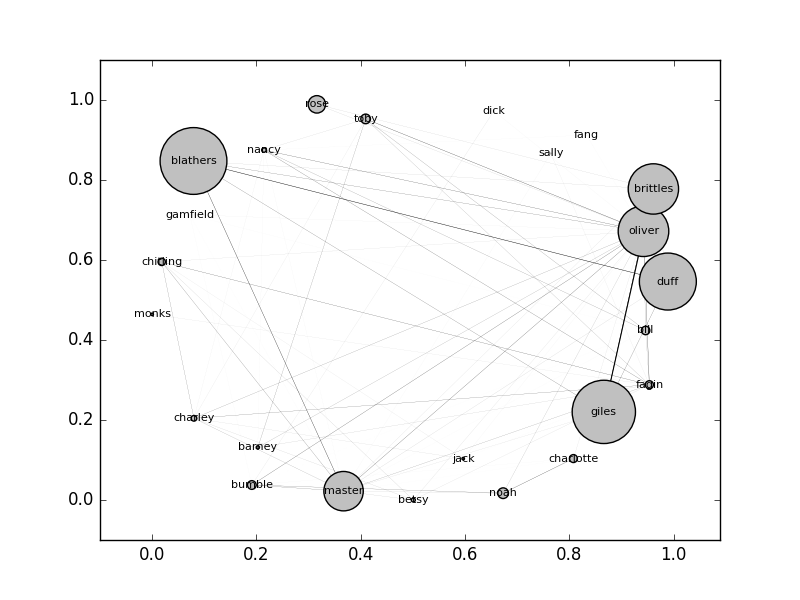 1.0
0.8
0.6
0.4
0.2
0.0
rose
toby
dick
fang
nancy
sally
blathers
brittles
gamfield
oliver
chitling
duff
monks
bill
fagin
charley
giles
barney
jack
charlotte
bumble
master
betsy
noah
0.0 0.2 0.4 0.6 0.8 1.0